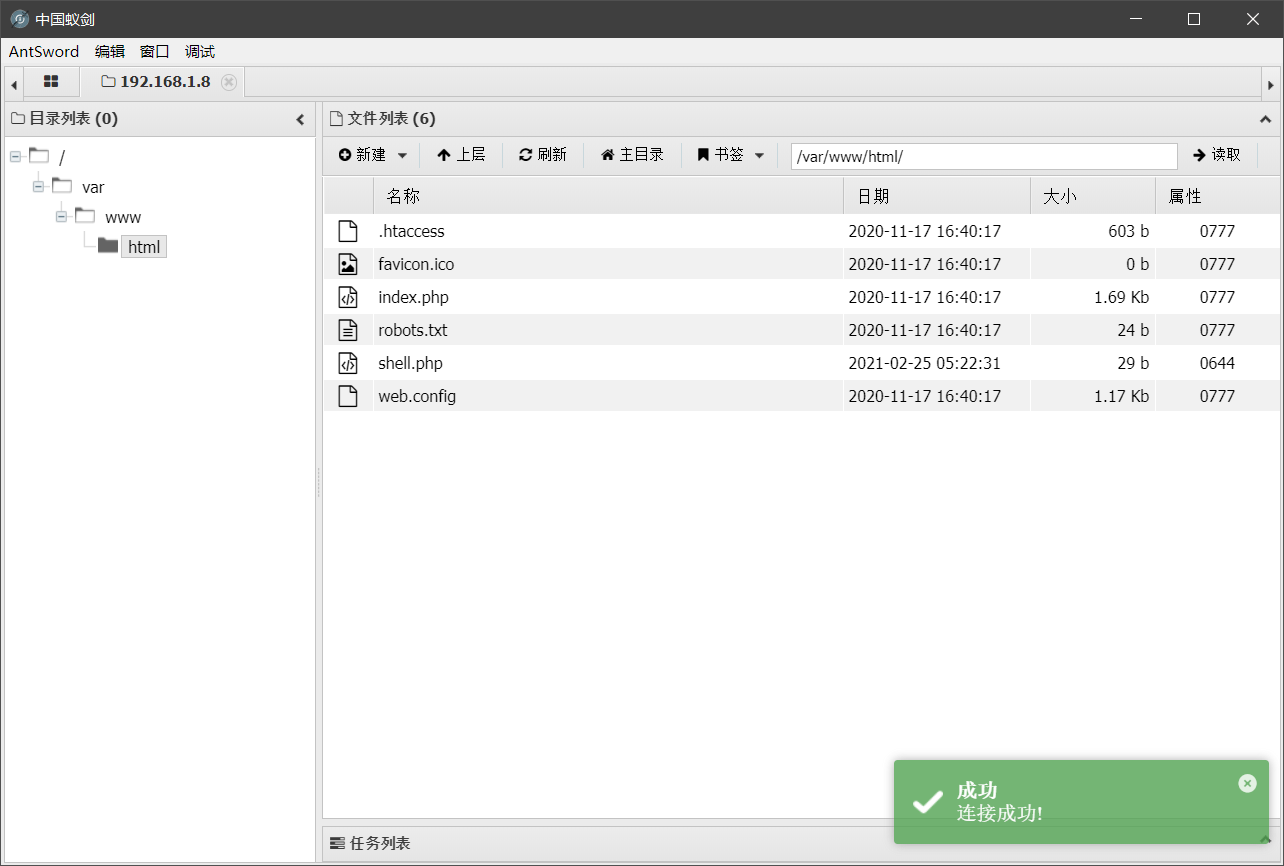 中国蚁剑
AntSword 编辑 窗口 调试
192.168.1.8
目录列表 (0)
文件列表 (6)
新建 上层 刷新 主目录 书签 /var/www/html/ 读取
/
var
www
html
名称 日期 大小 属性
.htaccess 2020-11-17 16:40:17 603 b 0777
favicon.ico 2020-11-17 16:40:17 0 b 0777
index.php 2020-11-17 16:40:17 1.69 Kb 0777
robots.txt 2020-11-17 16:40:17 24 b 0777
shell.php 2021-02-25 05:22:31 29 b 0644
web.config 2020-11-17 16:40:17 1.17 Kb 0777
成功
连接成功!
任务列表